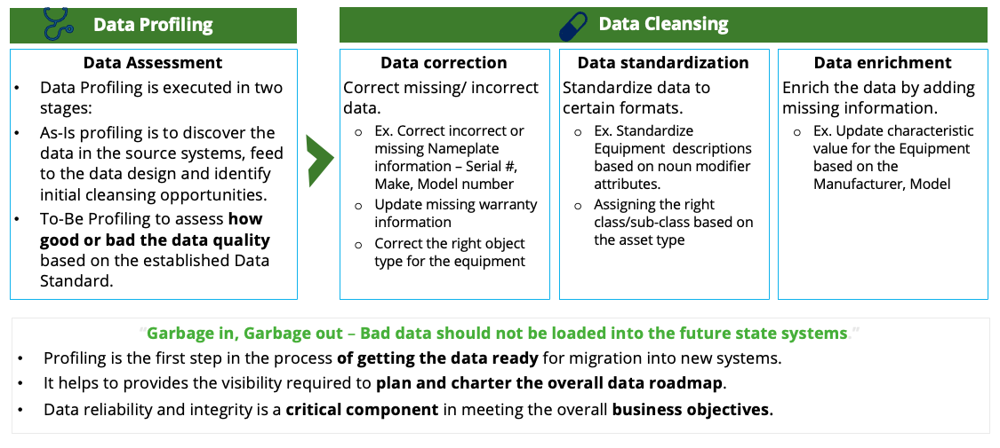 Data Profiling
Data Assessment
• Data Profiling is executed in two
stages:
• As-Is profiling is to discover the
data in the source systems, feed
to the data design and identify
initial cleansing opportunities.
• To-Be Profiling to assess how
good or bad the data quality
based on the established Data
Standard.
Data Cleansing
Data correction
Correct missing/ incorrect
data.
o Ex. Correct incorrect or
missing Nameplate
information – Serial #,
Make, Model number
o Update missing warranty
information
o Correct the right object
type for the equipment
Data standardization
Standardize data to
certain formats.
o Ex. Standardize
Equipment descriptions
based on noun modifier
attributes.
o Assigning the right
class/sub-class based on
the asset type
Data enrichment
Enrich the data by adding
missing information.
o Ex. Update characteristic
value for the Equipment
based on the
Manufacturer, Model
“Garbage in, Garbage out – Bad data should not be loaded into the future state systems.”
• Profiling is the first step in the process of getting the data ready for migration into new systems.
• It helps to provides the visibility required to plan and charter the overall data roadmap.
• Data reliability and integrity is a critical component in meeting the overall business objectives.